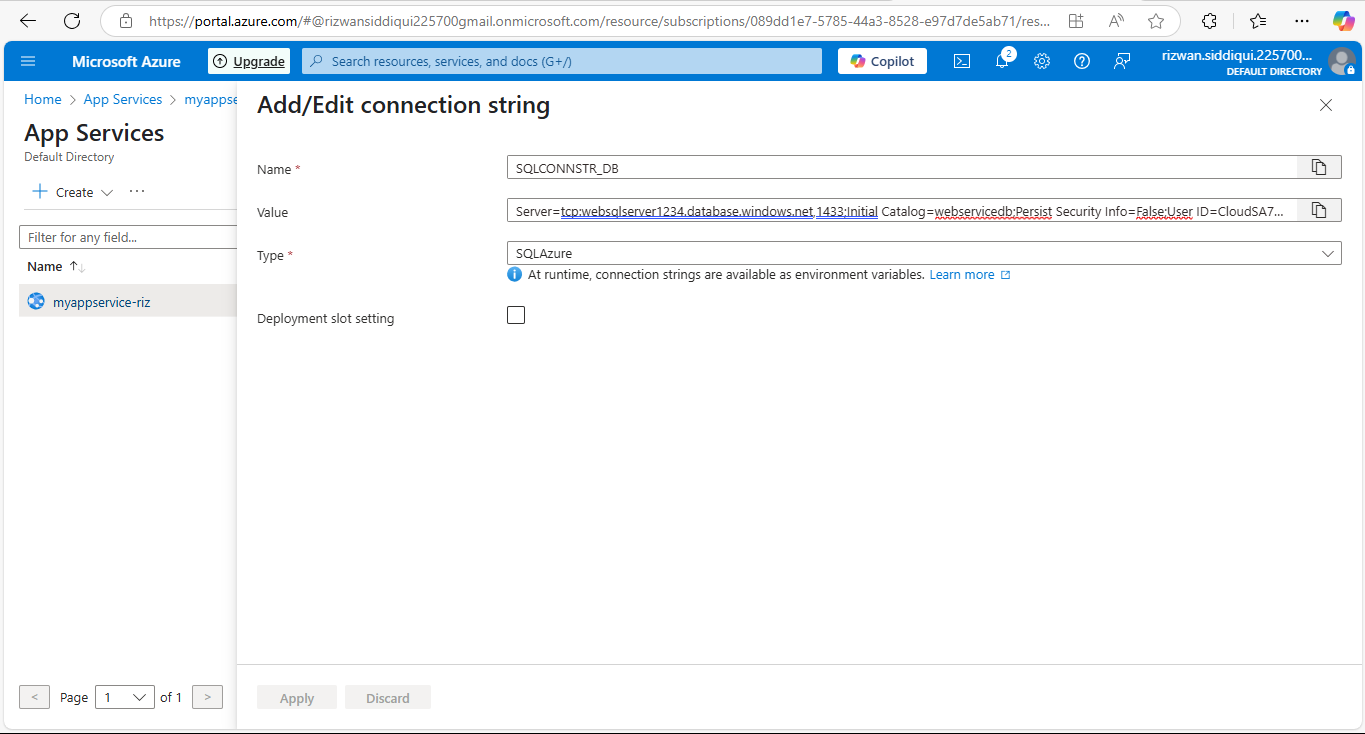 https://portal.azure.com/#@rizwansiddiqui225700gmail.onmicrosoft.com/resource/subscriptions/089dd1e7-5785-44a3-8528-e97d7de5ab71/res...
Microsoft Azure
Upgrade
Search resources, services, and docs (G+/)
Copilot
2
rizwan.siddiqui.225700...
DEFAULT DIRECTORY
Home > App Services > myappse
App Services
Default Directory
Create
...
Filter for any field...
Name
myappservice-riz
< Page 1 of 1 >
Add/Edit connection string
Name *
SQLCONNSTR_DB
Value
Server=tcp:websqlserver1234.database.windows.net,1433;Initial Catalog=webservicedb;Persist Security Info=False;User ID=CloudSA7...
Type *
SQLAzure
At runtime, connection strings are available as environment variables. Learn more
Deployment slot setting
Apply
Discard